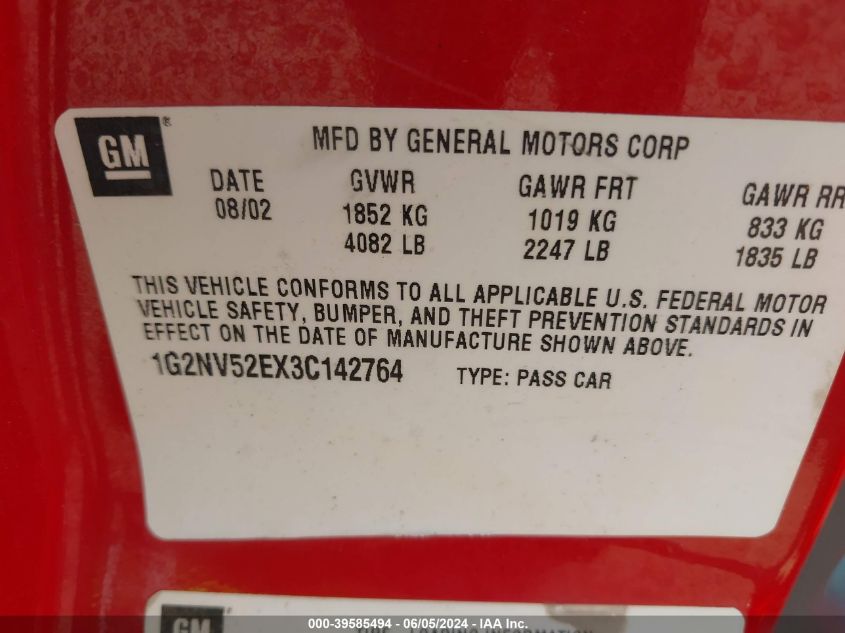 GM®
MFD BY GENERAL MOTORS CORP
DATE GVWR GAWR FRT GAWR RR
08/02 1852 KG 1019 KG 833 KG
4082 LB 2247 LB 1835 LB
THIS VEHICLE CONFORMS TO ALL APPLICABLE U.S. FEDERAL MOTOR
VEHICLE SAFETY, BUMPER, AND THEFT PREVENTION STANDARDS IN
EFFECT ON THE DATE OF MANUFACTURE SHOWN ABOVE.
1G2NV52EX3C142764 TYPE: PASS CAR
GM
LOADING INFORMATION
000-39585494 - 06/05/2024 - IAA Inc.